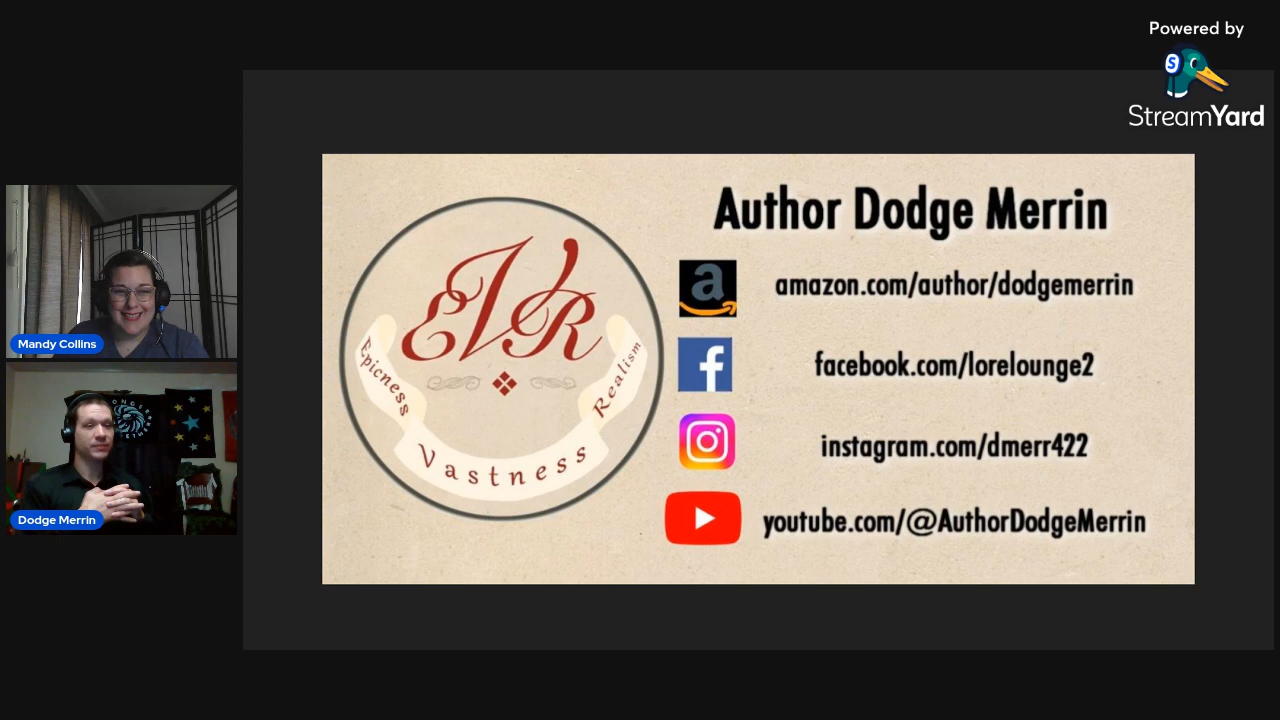 Powered by
S
StreamYard
Author Dodge Merrin
EVR
Epicness
Vastness
Realism
a
amazon.com/author/dodgemerrin
f
facebook.com/lorelounge2
instagram.com/dmerr422
youtube.com/@AuthorDodgeMerrin
Mandy Collins
Dodge Merrin